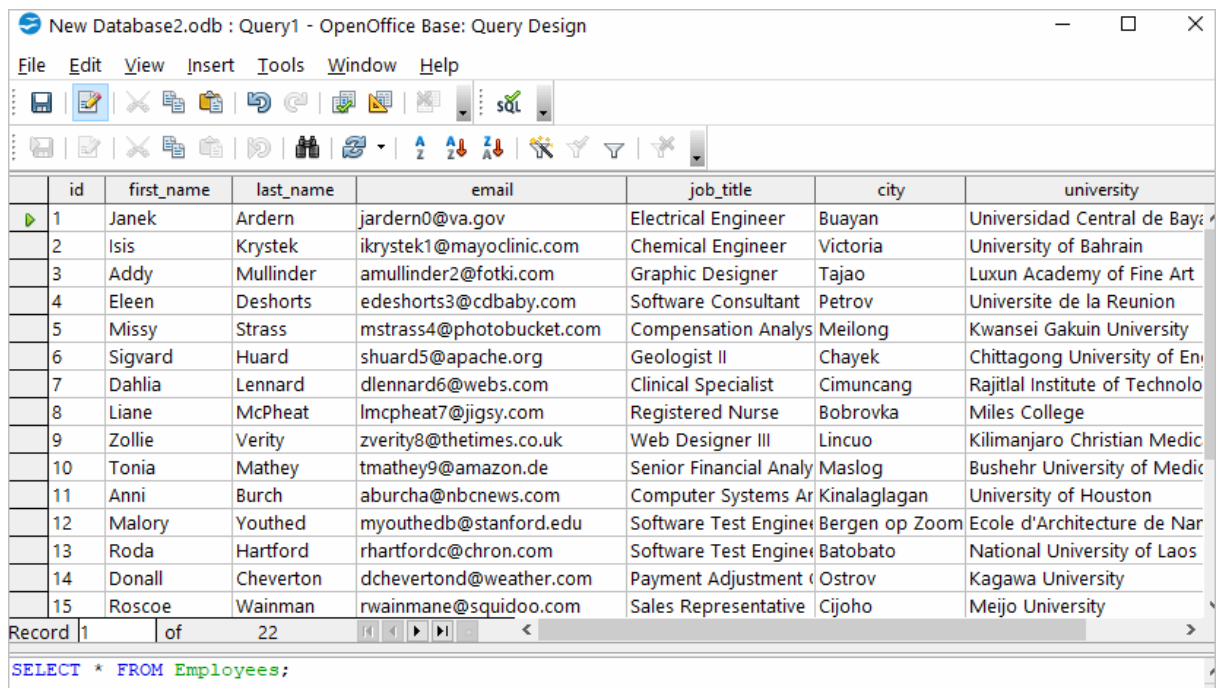 New Database2.odb : Query1 - OpenOffice Base: Query Design
File Edit View Insert Tools Window Help
SQL
A Z A Z Z A
id first_name last_name email job_title city university
1 Janek Ardern jardern0@va.gov Electrical Engineer Buayan Universidad Central de Baya
2 Isis Krystek ikrystek1@mayoclinic.com Chemical Engineer Victoria University of Bahrain
3 Addy Mullinder amullinder2@fotki.com Graphic Designer Tajao Luxun Academy of Fine Art
4 Eleen Deshorts edeshorts3@cdbaby.com Software Consultant Petrov Universite de la Reunion
5 Missy Strass mstrass4@photobucket.com Compensation Analys Meilong Kwansei Gakuin University
6 Sigvard Huard shuard5@apache.org Geologist II Chayek Chittagong University of En
7 Dahlia Lennard dlennard6@webs.com Clinical Specialist Cimuncang Rajitlal Institute of Technolo
8 Liane McPheat lmcpheat7@jigsy.com Registered Nurse Bobrovka Miles College
9 Zollie Verity zverity8@thetimes.co.uk Web Designer III Lincuo Kilimanjaro Christian Medic
10 Tonia Mathey tmathey9@amazon.de Senior Financial Analy Maslog Bushehr University of Medic
11 Anni Burch aburcha@nbcnews.com Computer Systems An Kinalaglagan University of Houston
12 Malory Youthed myouthedb@stanford.edu Software Test Enginee Bergen op Zoom Ecole d'Architecture de Nan
13 Roda Hartford rhartfordc@chron.com Software Test Enginee Batobato National University of Laos
14 Donall Cheverton dchevertond@weather.com Payment Adjustment Ostrov Kagawa University
15 Roscoe Wainman rwainmane@squidoo.com Sales Representative Cijoho Meijo University
Record 1 of 22
SELECT * FROM Employees;